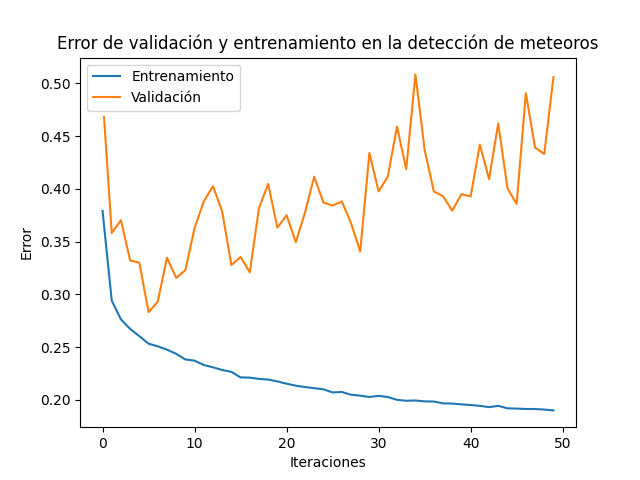 Error de validación y entrenamiento en la detección de meteoros
Entrenamiento
Validación
0.50
0.45
0.40
0.35
0.30
0.25
0.20
Error
0 10 20 30 40 50
Iteraciones